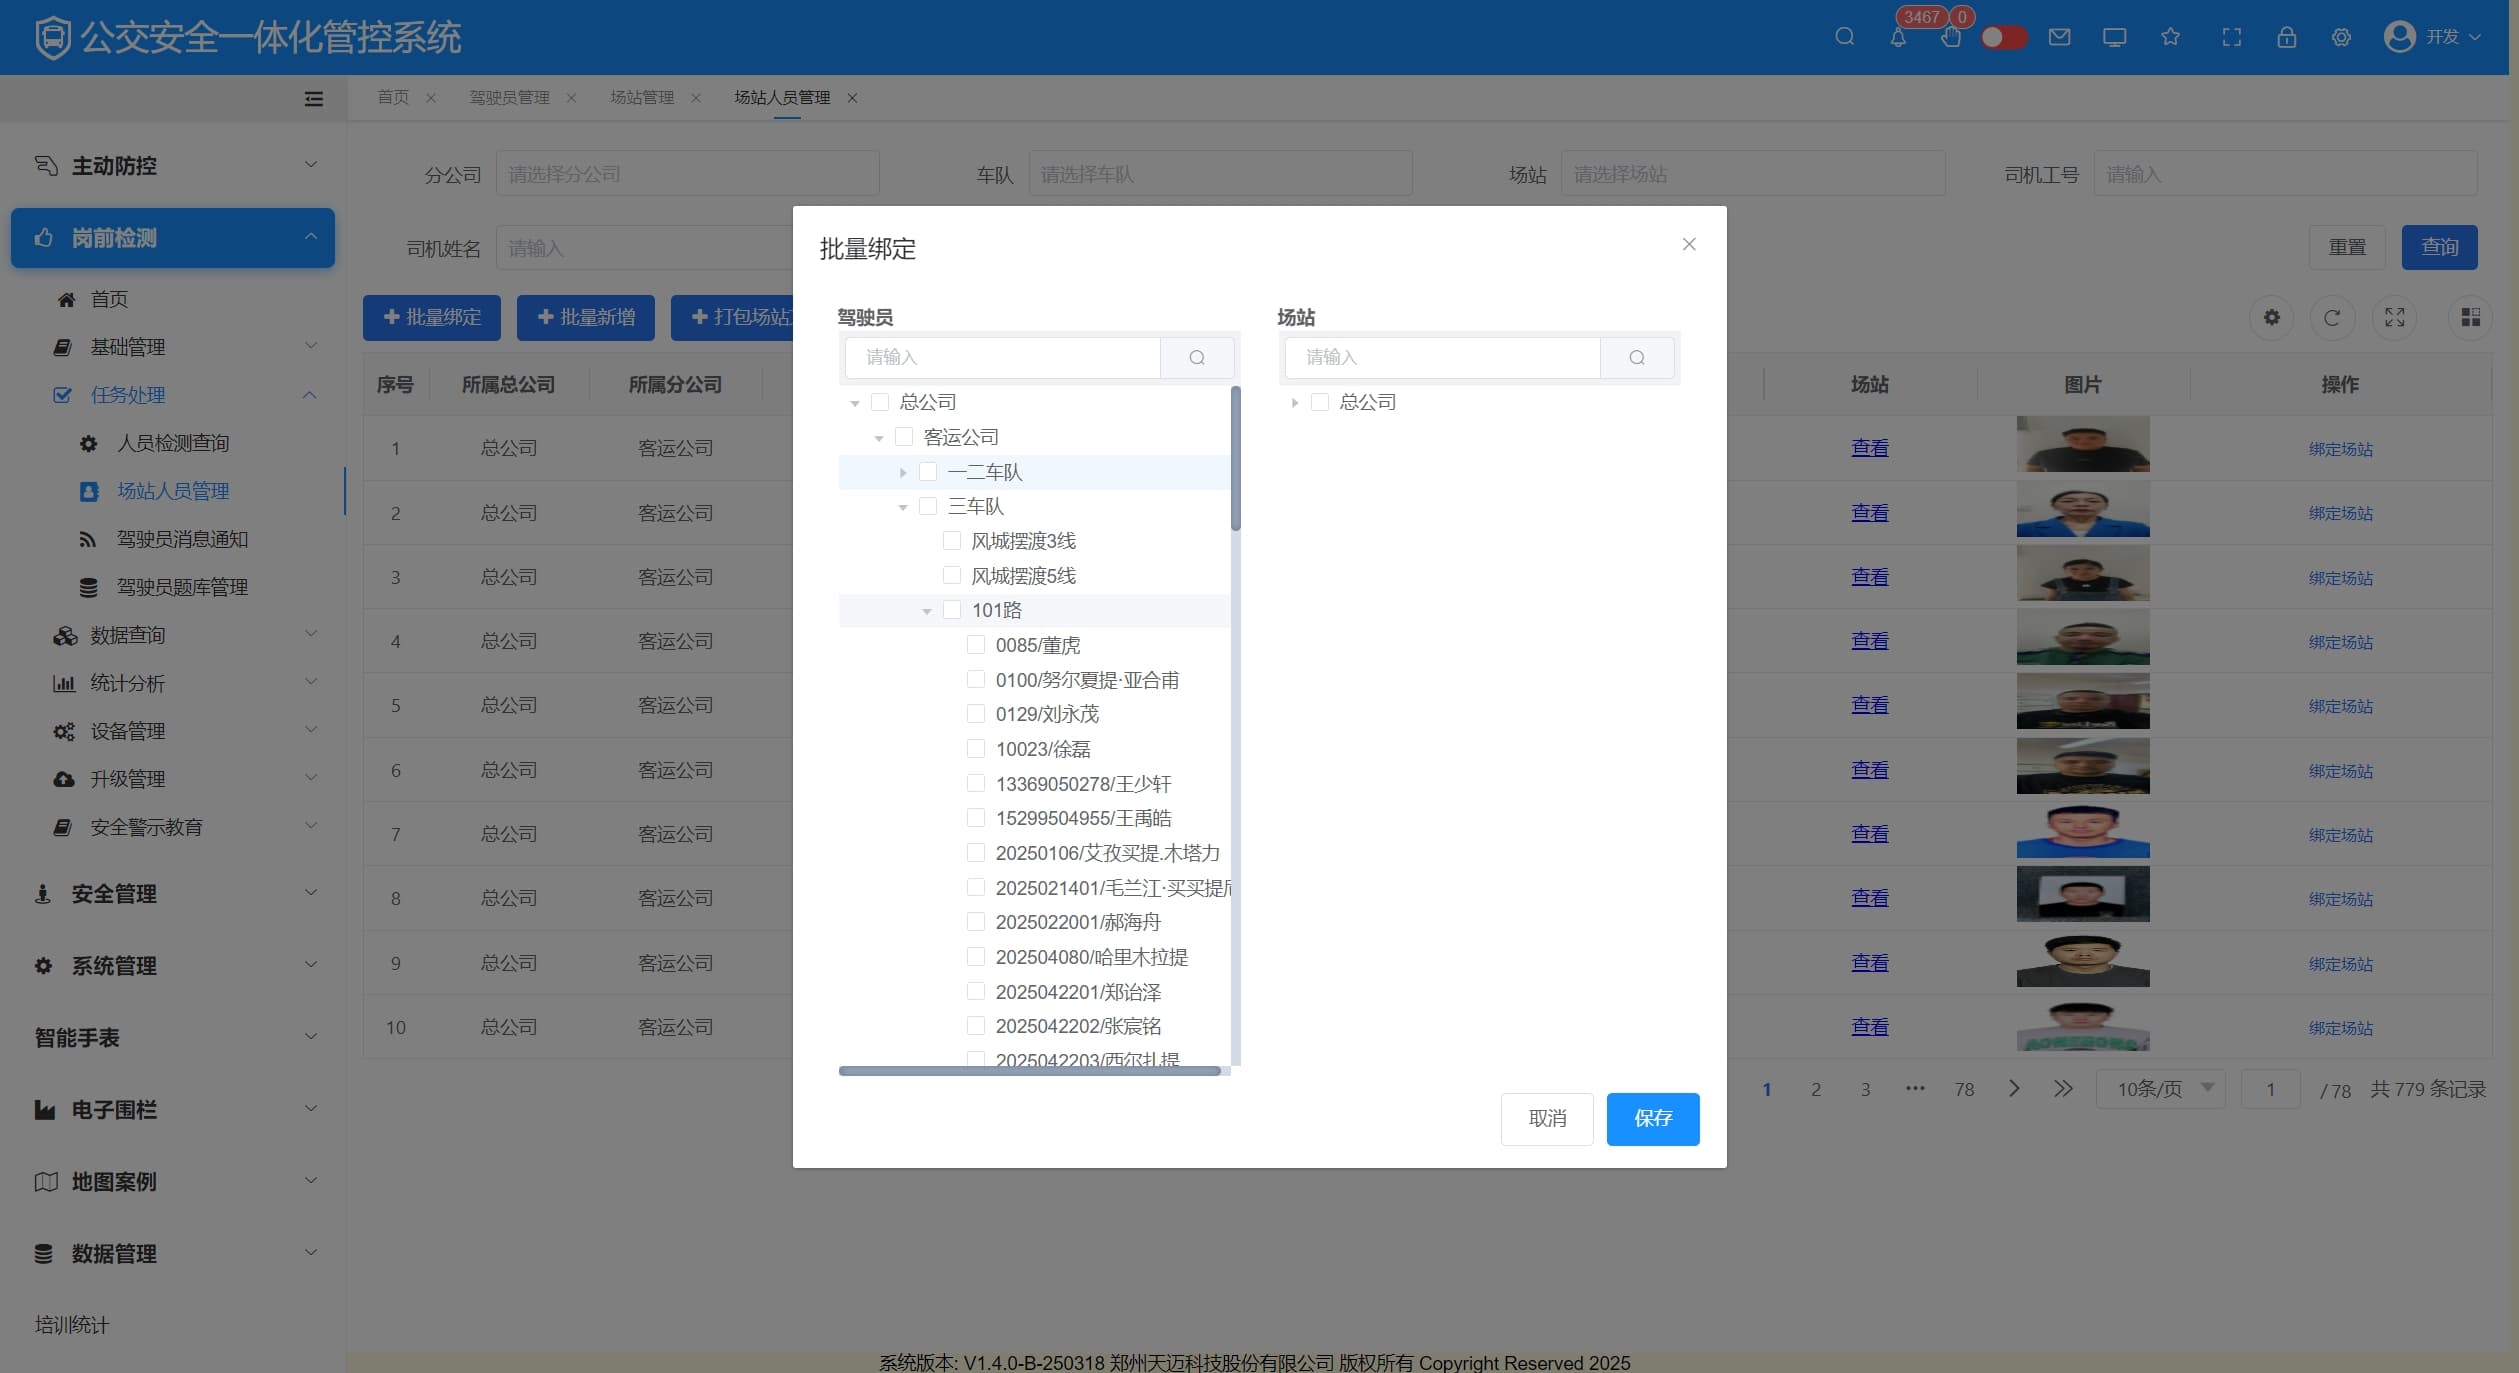 公交安全一体化管控系统
3467 0
开发
首页 驾驶员管理 场站管理 场站人员管理
主动防控
岗前检测
首页
基础管理
任务处理
人员检测查询
场站人员管理
驾驶员消息通知
驾驶员题库管理
数据查询
统计分析
设备管理
升级管理
安全警示教育
安全管理
系统管理
智能手表
电子围栏
地图案例
数据管理
培训统计
分公司 请选择分公司 车队 请选择车队 场站 请选择场站 司机工号 请输入
司机姓名 请输入 重置 查询
批量绑定 批量新增 打包场站
序号 所属总公司 所属分公司 场站 图片 操作
1 总公司 客运公司 查看 绑定场站
2 总公司 客运公司 查看 绑定场站
3 总公司 客运公司 查看 绑定场站
4 总公司 客运公司 查看 绑定场站
5 总公司 客运公司 查看 绑定场站
6 总公司 客运公司 查看 绑定场站
7 总公司 客运公司 查看 绑定场站
8 总公司 客运公司 查看 绑定场站
9 总公司 客运公司 查看 绑定场站
10 总公司 客运公司 查看 绑定场站
1 2 3 ··· 78 10条/页 1 / 78 共 779 条记录
批量绑定
驾驶员
请输入
总公司
客运公司
一二车队
三车队
风城摆渡3线
风城摆渡5线
101路
0085/董虎
0100/努尔夏提·亚合甫
0129/刘永茂
10023/徐磊
13369050278/王少轩
15299504955/王禹皓
20250106/艾孜买提.木塔力
2025021401/毛兰江·买买提
2025022001/郝海舟
202504080/哈里木拉提
2025042201/郑诒泽
2025042202/张宸铭
2025042203/西尔扎提
场站
请输入
总公司
取消 保存
系统版本: V1.4.0-B-250318 郑州天迈科技股份有限公司 版权所有 Copyright Reserved 2025